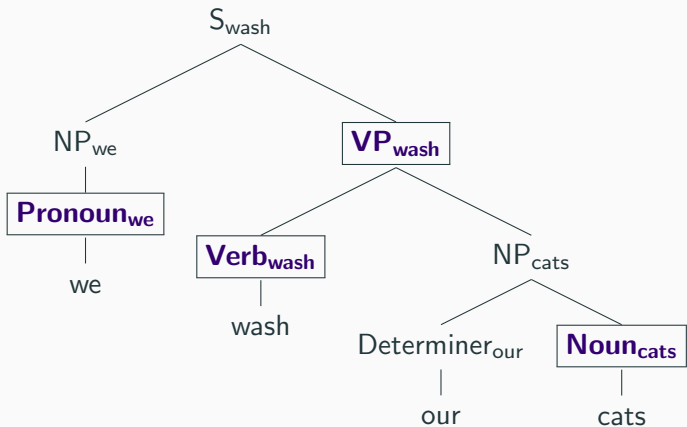 S_wash
NP_we VP_wash
Pronoun_we
Verb_wash NP_cats
we
wash
Determiner_our Noun_cats
our cats